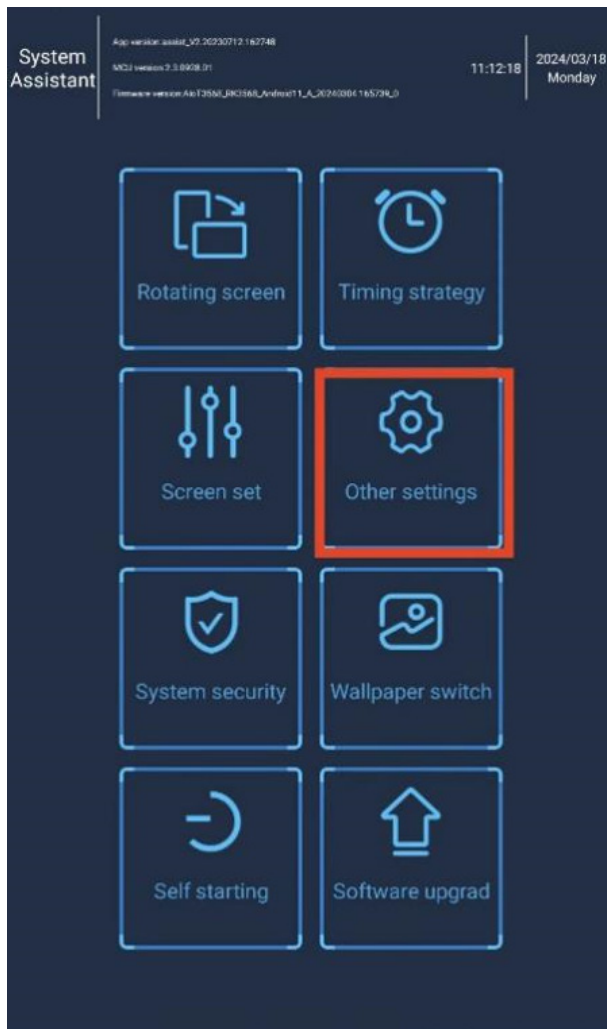 System
Assistant
App version:assist_V2.20230712.162748
MCU version:2.3.0928.01
Firmware version:AIoT3568_RK3568_Android11_A_20240304.165739_0
11:12:18
2024/03/18
Monday
Rotating screen
Timing strategy
Screen set
Other settings
System security
Wallpaper switch
Self starting
Software upgrad